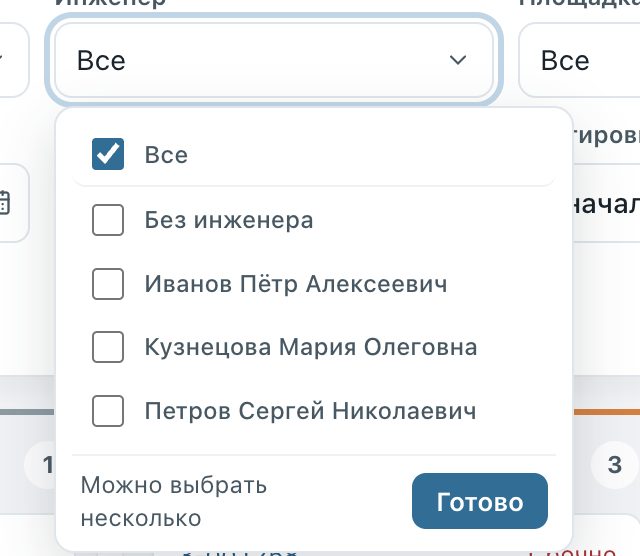 Инженер
Площадка
Все
Все
Все
Без инженера
Иванов Пётр Алексеевич
Кузнецова Мария Олеговна
Петров Сергей Николаевич
1
3
Можно выбрать
несколько
Готово